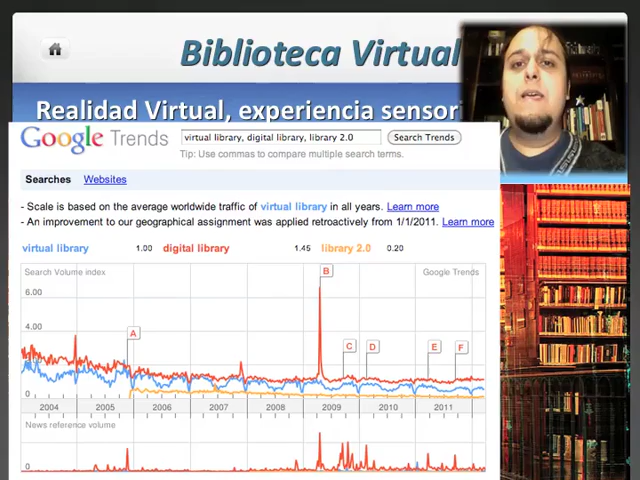 Biblioteca Virtual
Realidad Virtual, experiencia sensori
Google Trends virtual library, digital library, library 2.0 Search Trends
Tip: Use commas to compare multiple search terms.
Searches Websites
- Scale is based on the average worldwide traffic of virtual library in all years. Learn more
- An improvement to our geographical assignment was applied retroactively from 1/1/2011. Learn more
virtual library 1.00 digital library 1.45 library 2.0 0.20
Search Volume index Google Trends
B
6.00
4.00
A
C D E F
0
2004 2005 2006 2007 2008 2009 2010 2011
News reference volume
0